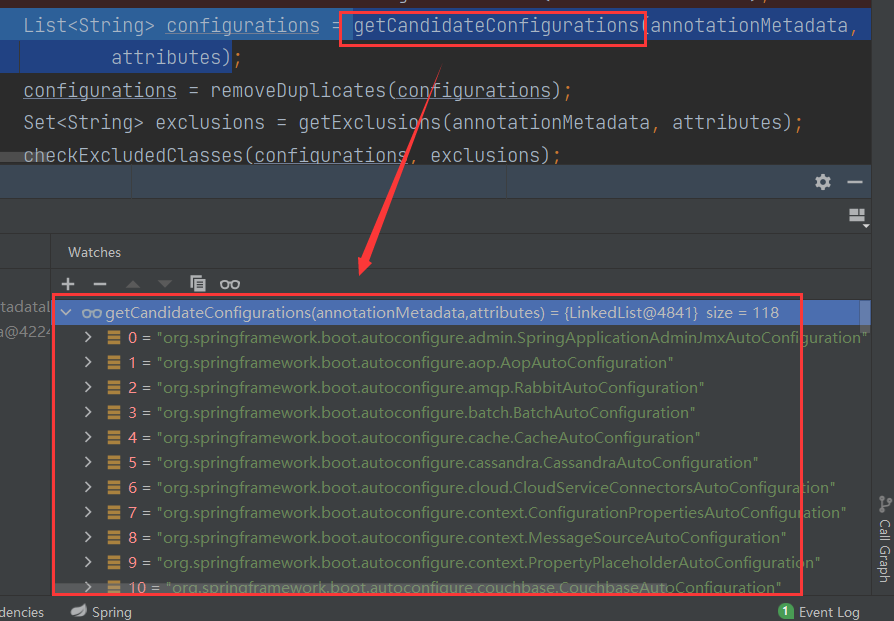 List<String> configurations = getCandidateConfigurations(annotationMetadata,
attributes);
configurations = removeDuplicates(configurations);
Set<String> exclusions = getExclusions(annotationMetadata, attributes);
checkExcludedClasses(configurations, exclusions);
Watches
getCandidateConfigurations(annotationMetadata,attributes) = {LinkedList@4841} size = 118
0 = "org.springframework.boot.autoconfigure.admin.SpringApplicationAdminJmxAutoConfiguration"
1 = "org.springframework.boot.autoconfigure.aop.AopAutoConfiguration"
2 = "org.springframework.boot.autoconfigure.amqp.RabbitAutoConfiguration"
3 = "org.springframework.boot.autoconfigure.batch.BatchAutoConfiguration"
4 = "org.springframework.boot.autoconfigure.cache.CacheAutoConfiguration"
5 = "org.springframework.boot.autoconfigure.cassandra.CassandraAutoConfiguration"
6 = "org.springframework.boot.autoconfigure.cloud.CloudServiceConnectorsAutoConfiguration"
7 = "org.springframework.boot.autoconfigure.context.ConfigurationPropertiesAutoConfiguration"
8 = "org.springframework.boot.autoconfigure.context.MessageSourceAutoConfiguration"
9 = "org.springframework.boot.autoconfigure.context.PropertyPlaceholderAutoConfiguration"
10 = "org.springframework.boot.autoconfigure.couchbase.CouchbaseAutoConfiguration"
tadatal
a@4224
Call Graph
dencies
Spring
1 Event Log